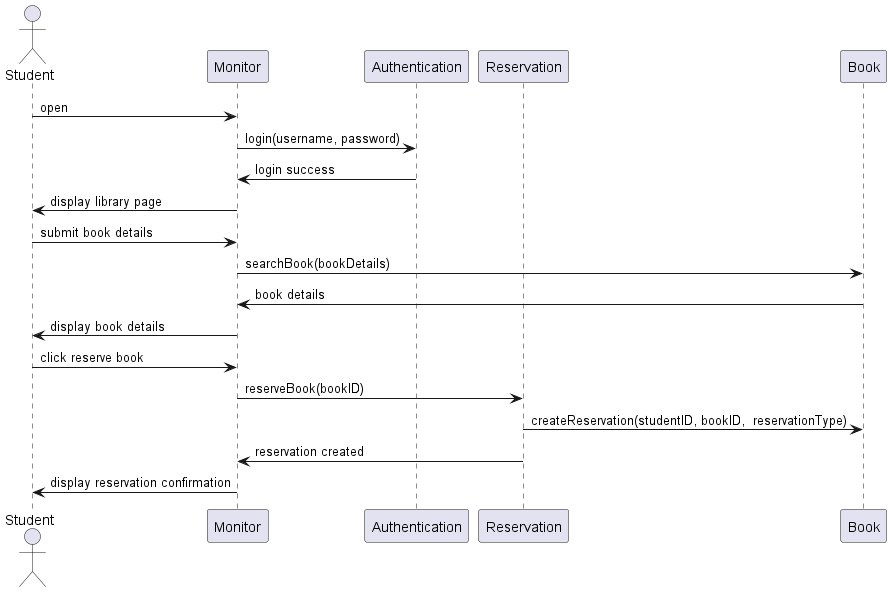 Student
Monitor
Authentication
Reservation
Book
open
login(username, password)
login success
display library page
submit book details
searchBook(bookDetails)
book details
display book details
click reserve book
reserveBook(bookID)
createReservation(studentID, bookID,  reservationType)
reservation created
display reservation confirmation
Student
Monitor
Authentication
Reservation
Book